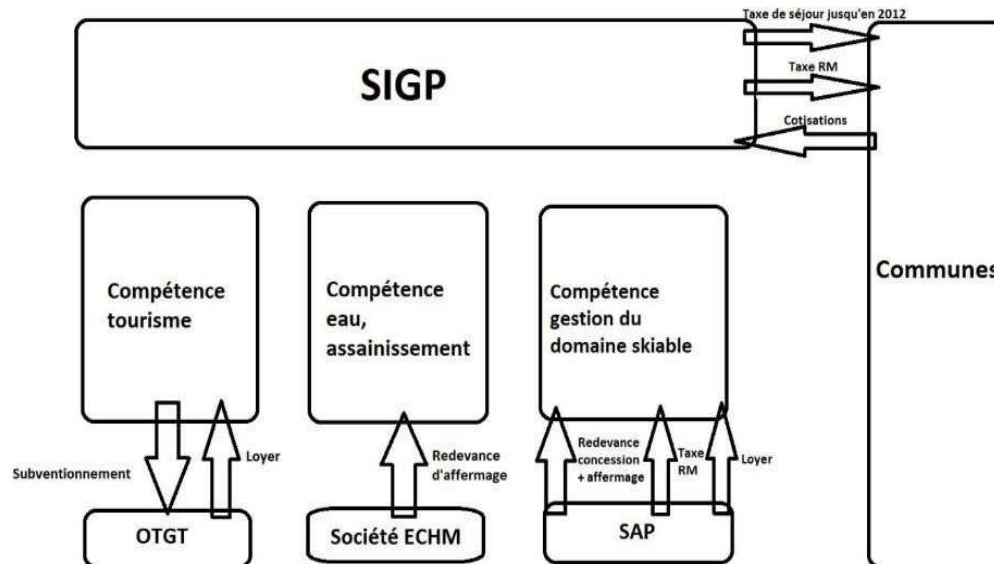 Taxe de séjour jusqu'en 2012
SIGP
Taxe RM
Cotisations
Communes
Compétence
tourisme
Compétence
eau,
assainissement
Compétence
gestion du
domaine skiable
Subventionnement
Loyer
Redevance
d'affermage
Redevance
concession
+ affermage
Taxe
RM
Loyer
OTGT
Société ECHM
SAP